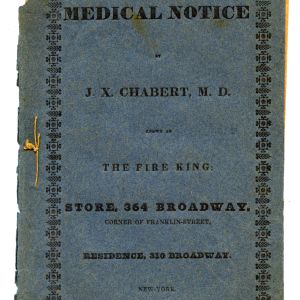 MEDICAL NOTICE
BY
J. X. CHABERT, M. D.
KNOWN AS
THE FIRE KING.
STORE, 364 BROADWAY,
CORNER OF FRANKLIN-STREET,
RESIDENCE, 310 BROADWAY.
NEW-YORK.